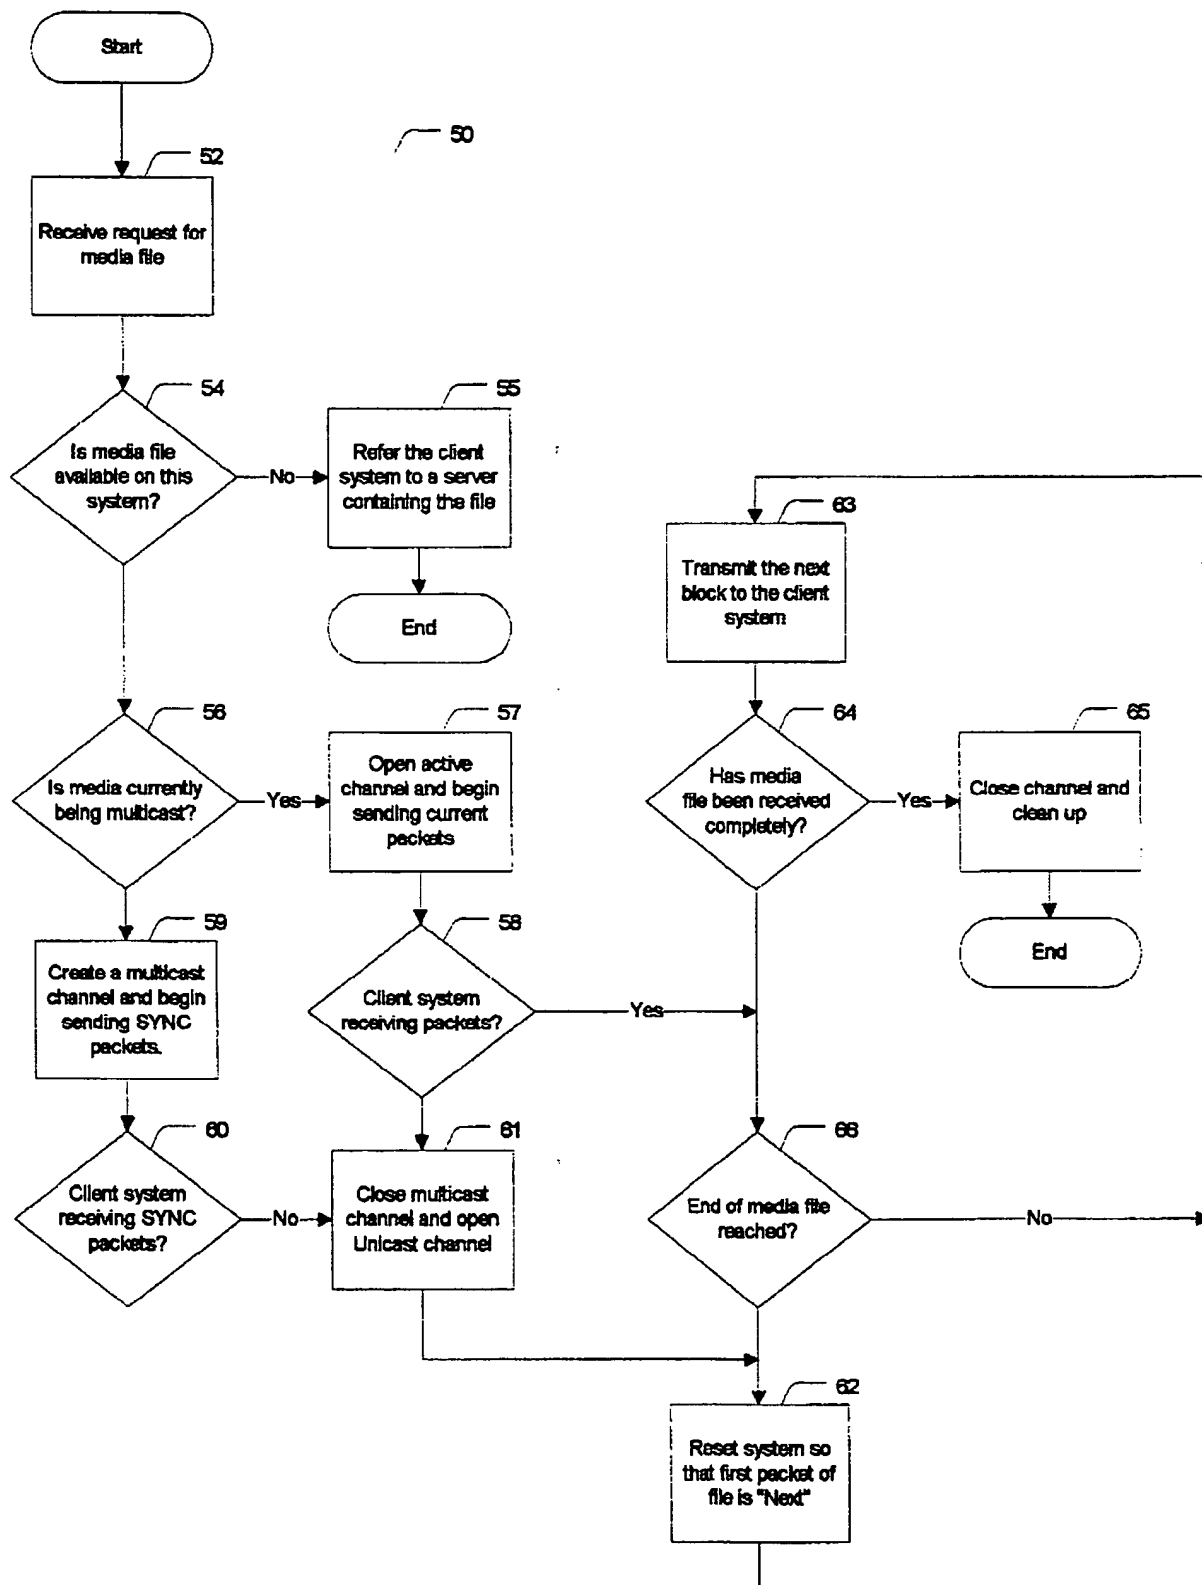 Start
50
52
Receive request for
media file
54
Is media file
available on this
system?
No
55
Refer the client
system to a server
containing the file
End
56
Is media currently
being multicast?
Yes
57
Open active
channel and begin
sending current
packets
58
Client system
receiving packets?
Yes
59
Create a multicast
channel and begin
sending SYNC
packets.
60
Client system
receiving SYNC
packets?
No
61
Close multicast
channel and open
Unicast channel
63
Transmit the next
block to the client
system
64
Has media
file been received
completely?
Yes
65
Close channel and
clean up
End
66
End of media file
reached?
No
62
Reset system so
that first packet of
file is "Next"